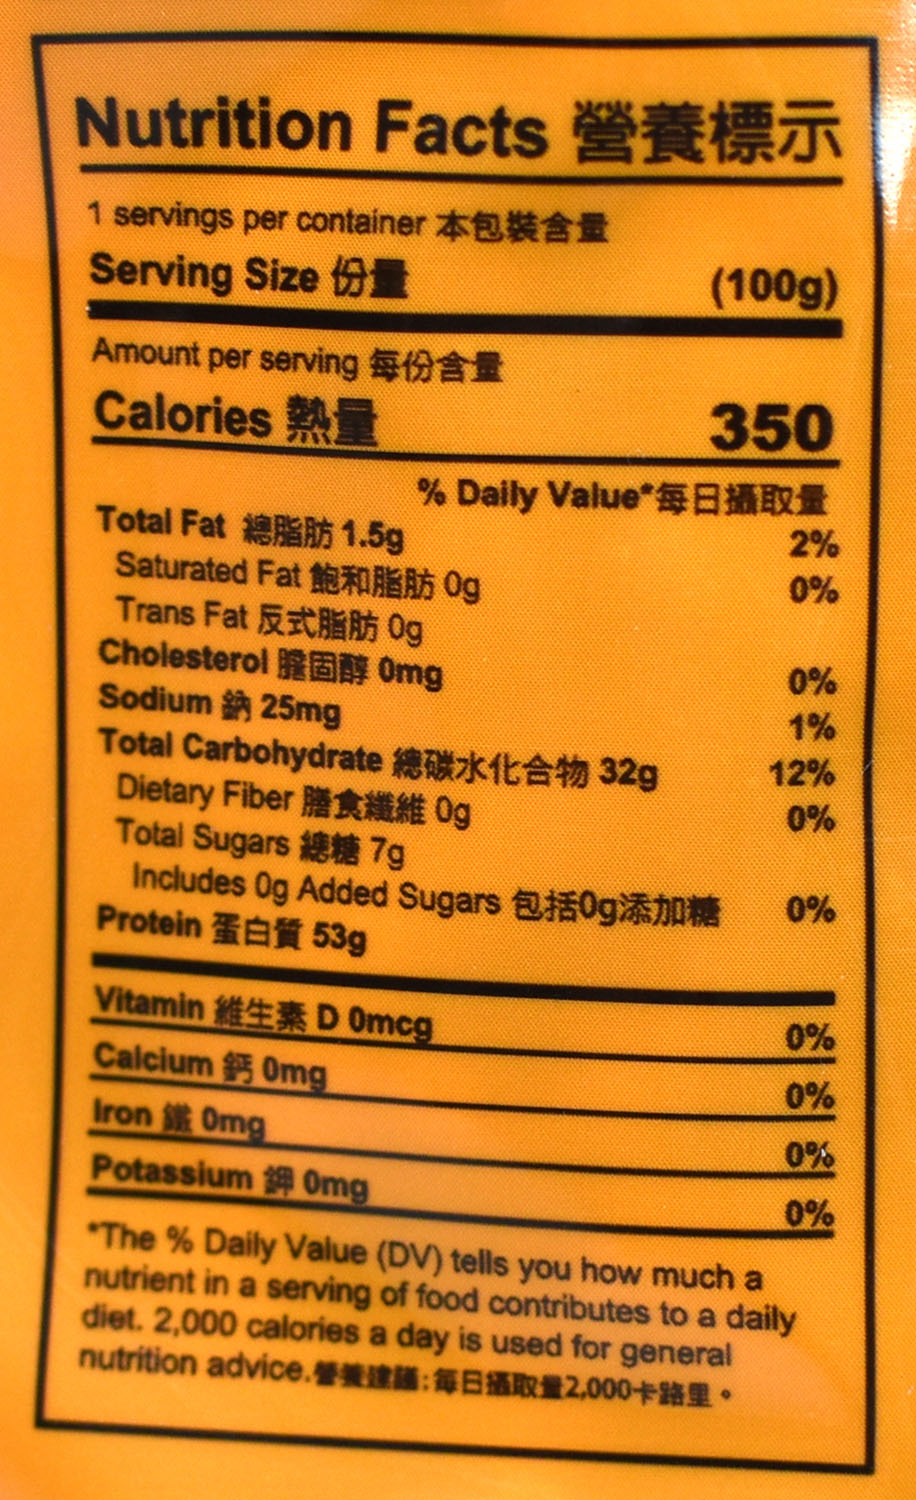 Nutrition Facts 營養標示
1 servings per container 本包裝含量
Serving Size 份量 (100g)
Amount per serving 每份含量
Calories 熱量 350
% Daily Value*每日攝取量
Total Fat 總脂肪 1.5g 2%
Saturated Fat 飽和脂肪 0g 0%
Trans Fat 反式脂肪 0g
Cholesterol 膽固醇 0mg 0%
Sodium 鈉 25mg 1%
Total Carbohydrate 總碳水化合物 32g 12%
Dietary Fiber 膳食纖維 0g 0%
Total Sugars 總糖 7g
Includes 0g Added Sugars 包括0g添加糖 0%
Protein 蛋白質 53g
Vitamin 維生素 D 0mcg 0%
Calcium 鈣 0mg 0%
Iron 鐵 0mg 0%
Potassium 鉀 0mg 0%
*The % Daily Value (DV) tells you how much a
nutrient in a serving of food contributes to a daily
diet. 2,000 calories a day is used for general
nutrition advice.營養建議:每日攝取量2,000卡路里。